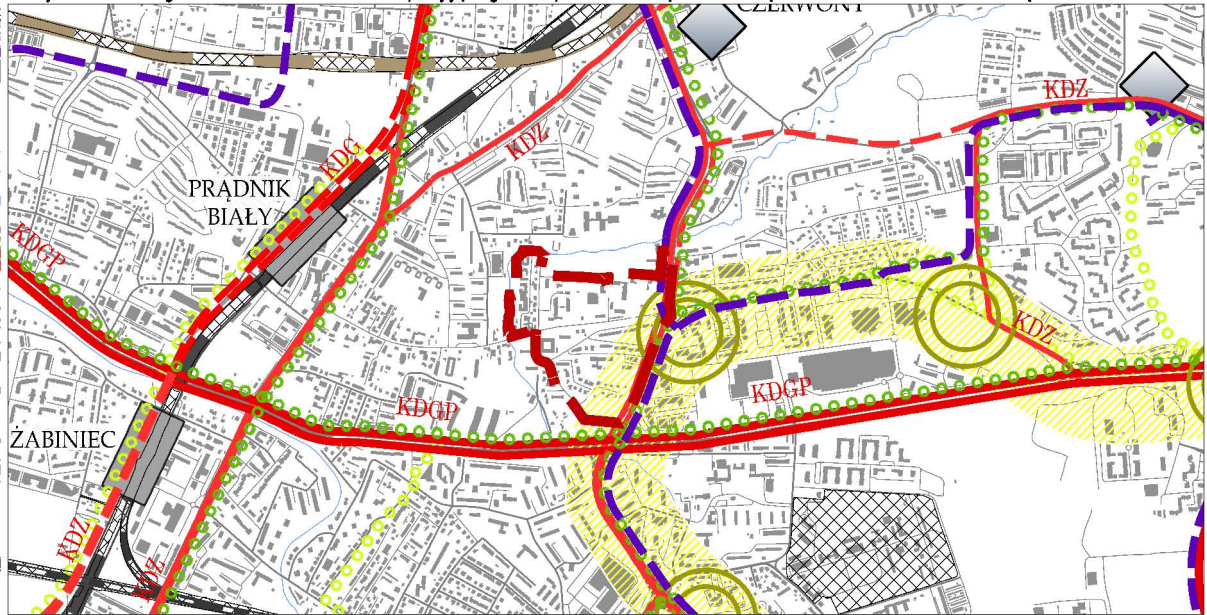 CZERWONY
KDZ
KDG
KDZ
PRĄDNIK
BIAŁY
KDGP
KDZ
KDGP
KDGP
ŻABINIEC
KDZ
KDZ